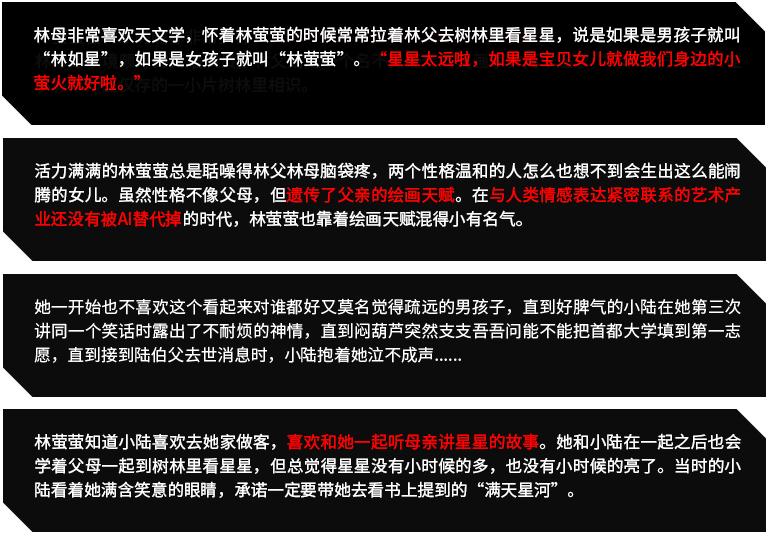 林母非常喜欢天文学，怀着林萤萤的时候常常拉着林父去树林里看星星，说是如果是男孩子就叫
“林如星”，如果是女孩子就叫“林萤萤”。“星星太远啦，如果是宝贝女儿就做我们身边的小
萤火就好啦。”
仅存的一小片树林里相识。
活力满满的林萤萤总是聒噪得林父林母脑袋疼，两个性格温和的人怎么也想不到会生出这么能闹
腾的女儿。虽然性格不像父母，但遗传了父亲的绘画天赋。在与人类情感表达紧密联系的艺术产
业还没有被AI替代掉的时代，林萤萤也靠着绘画天赋混得小有名气。
她一开始也不喜欢这个看起来对谁都好又莫名觉得疏远的男孩子，直到好脾气的小陆在她第三次
讲同一个笑话时露出了不耐烦的神情，直到闷葫芦突然支支吾吾问能不能把首都大学填到第一志
愿，直到接到陆伯父去世消息时，小陆抱着她泣不成声......
林萤萤知道小陆喜欢去她家做客，喜欢和她一起听母亲讲星星的故事。她和小陆在一起之后也会
学着父母一起到树林里看星星，但总觉得星星没有小时候的多，也没有小时候的亮了。当时的小
陆看着她满含笑意的眼睛，承诺一定要带她去看书上提到的“满天星河”。